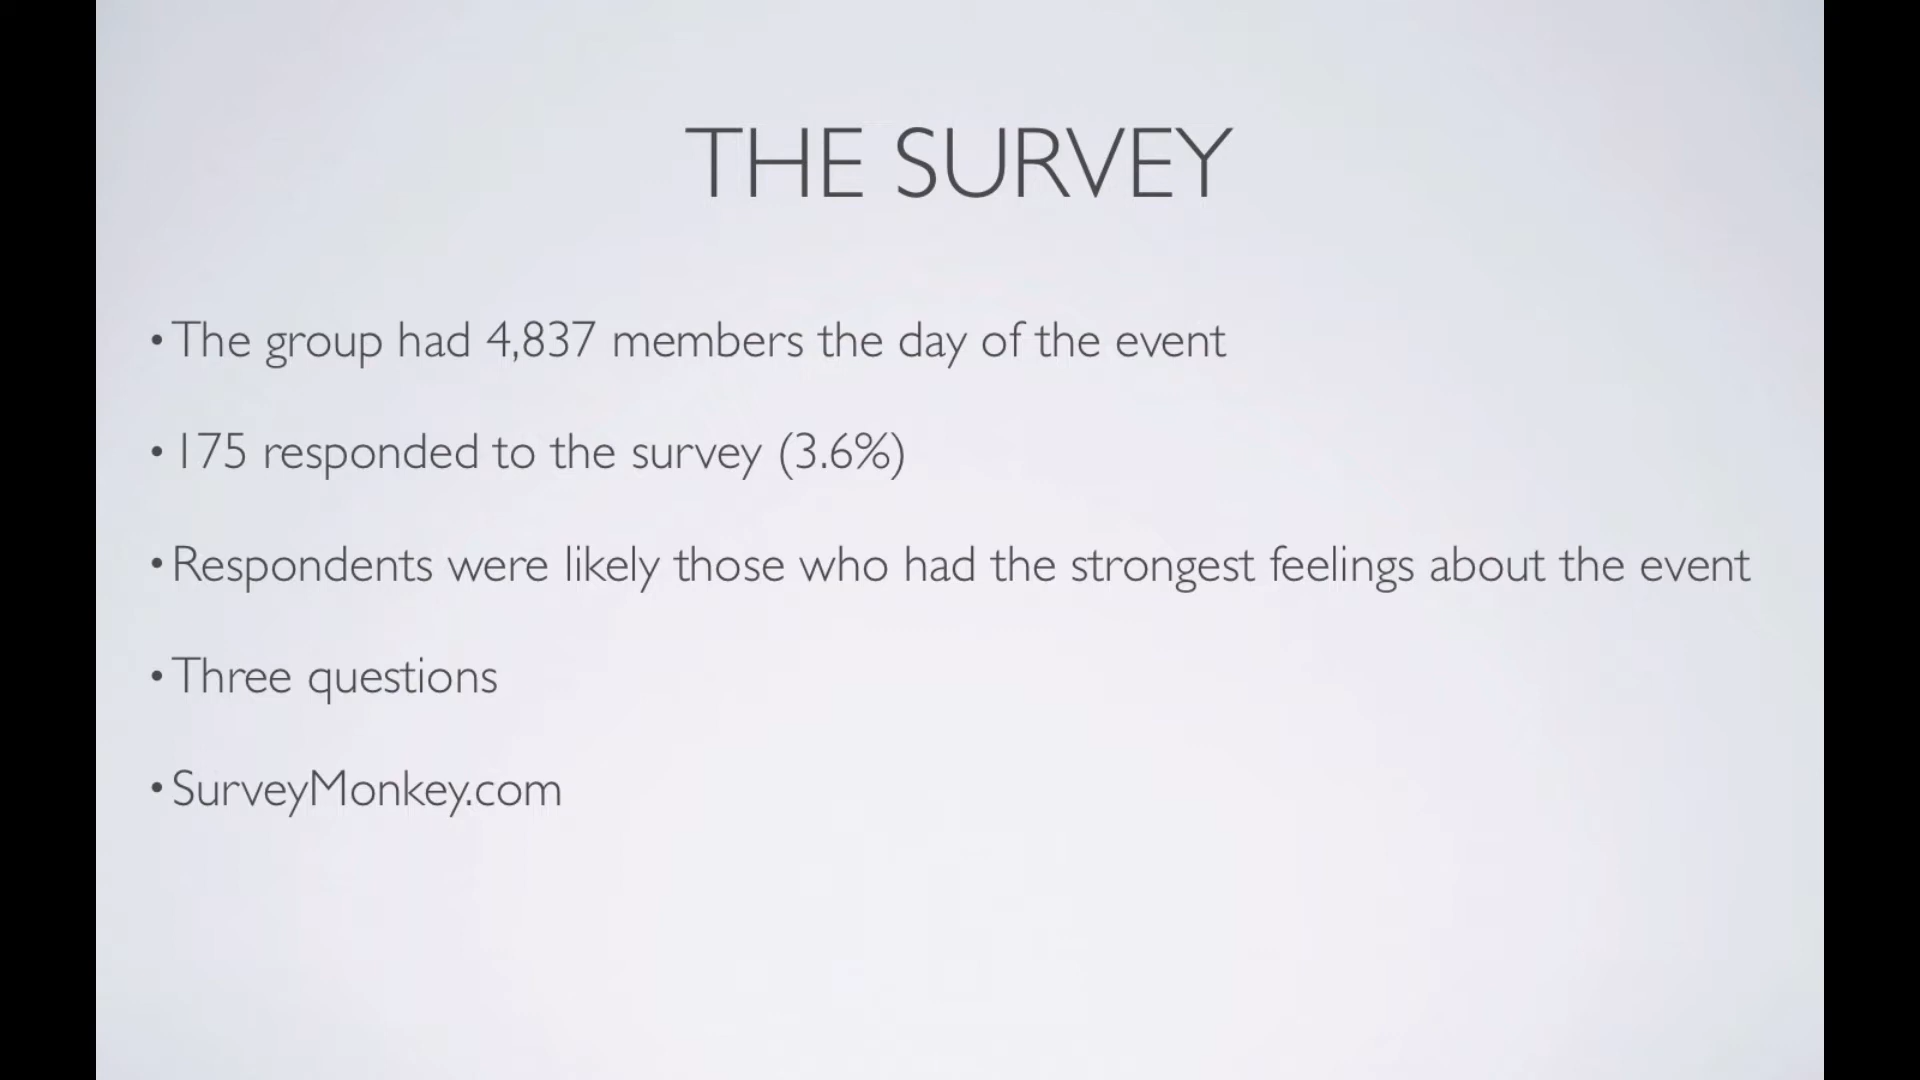 THE SURVEY
• The group had 4,837 members the day of the event
• 175 responded to the survey (3.6%)
• Respondents were likely those who had the strongest feelings about the event
• Three questions
• SurveyMonkey.com